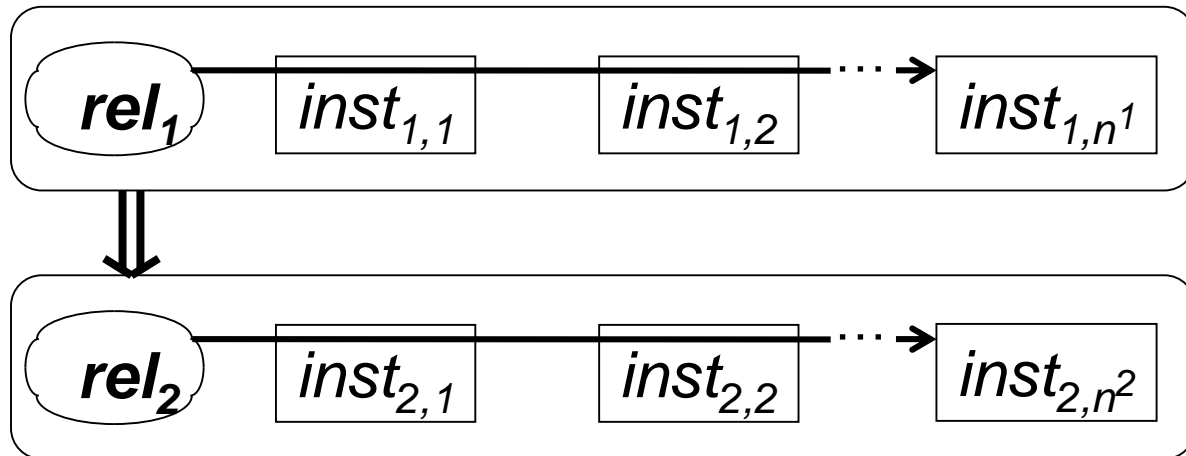 rel₁ inst₁,₁ inst₁,₂ ... inst₁,ₙ¹
rel₂ inst₂,₁ inst₂,₂ ... inst₂,ₙ²